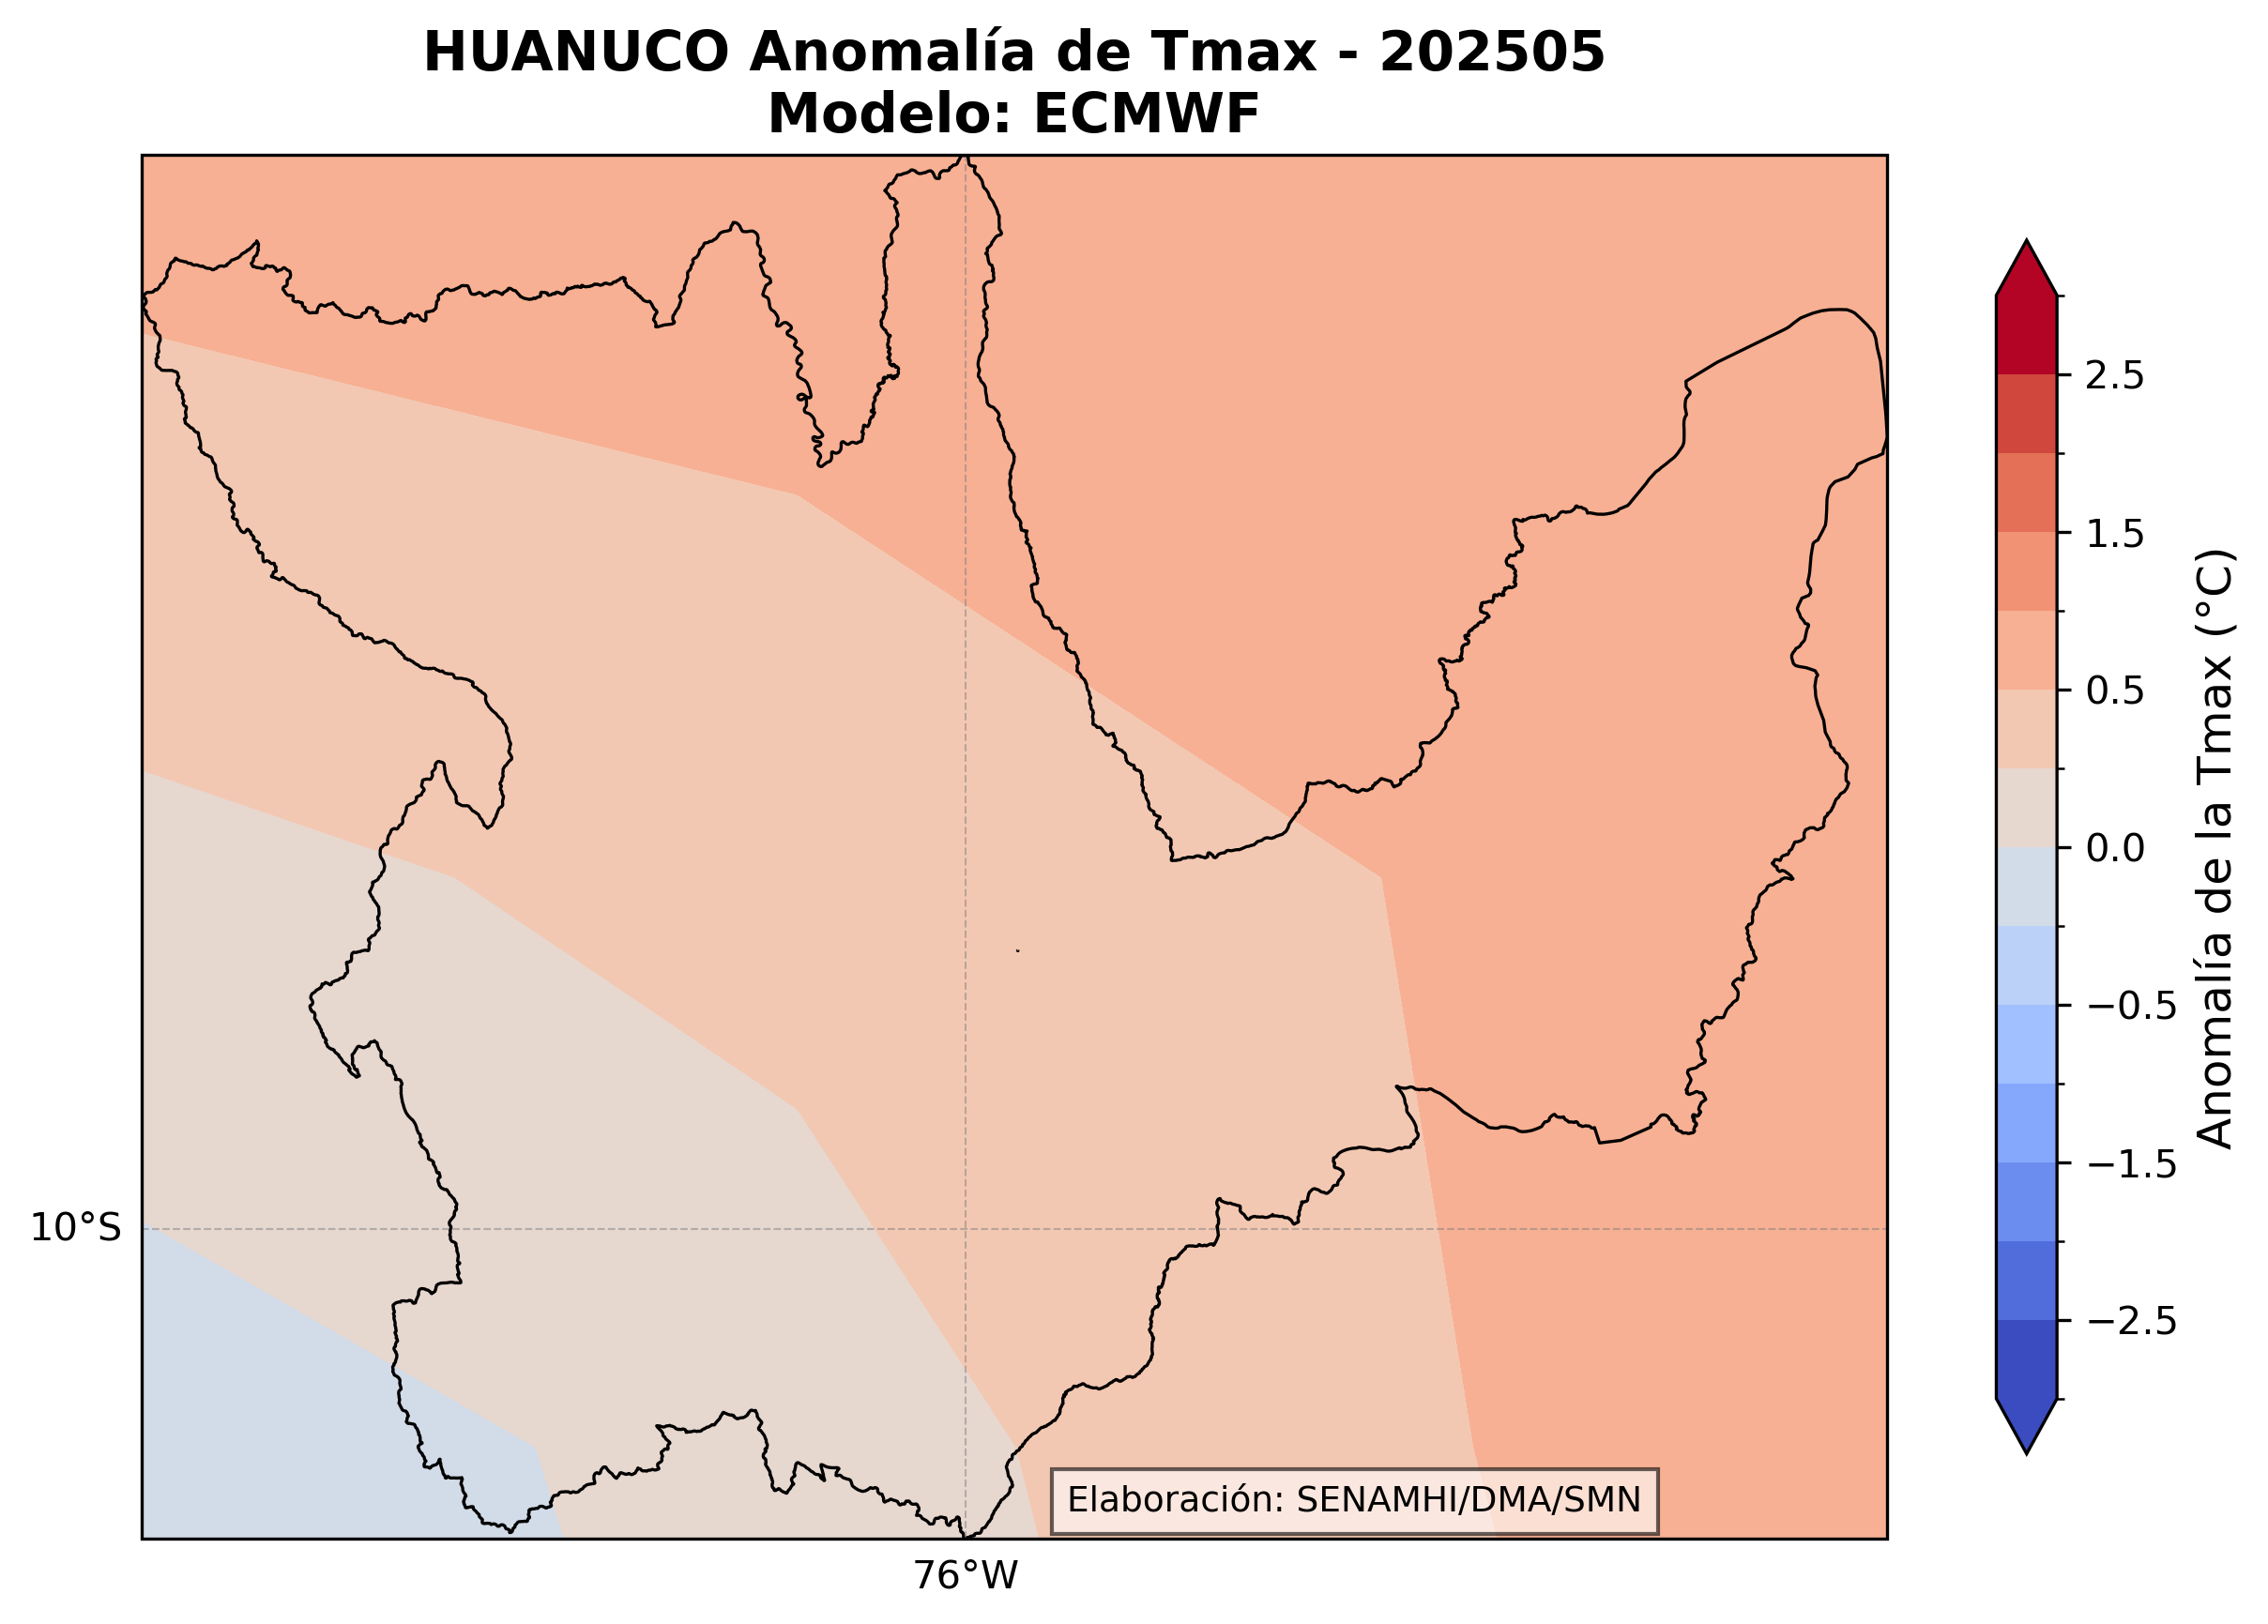 HUANUCO Anomalía de Tmax - 202505
Modelo: ECMWF
2.5
1.5
0.5
0.0
−0.5
−1.5
−2.5
Anomalía de la Tmax (°C)
10°S
76°W
Elaboración: SENAMHI/DMA/SMN